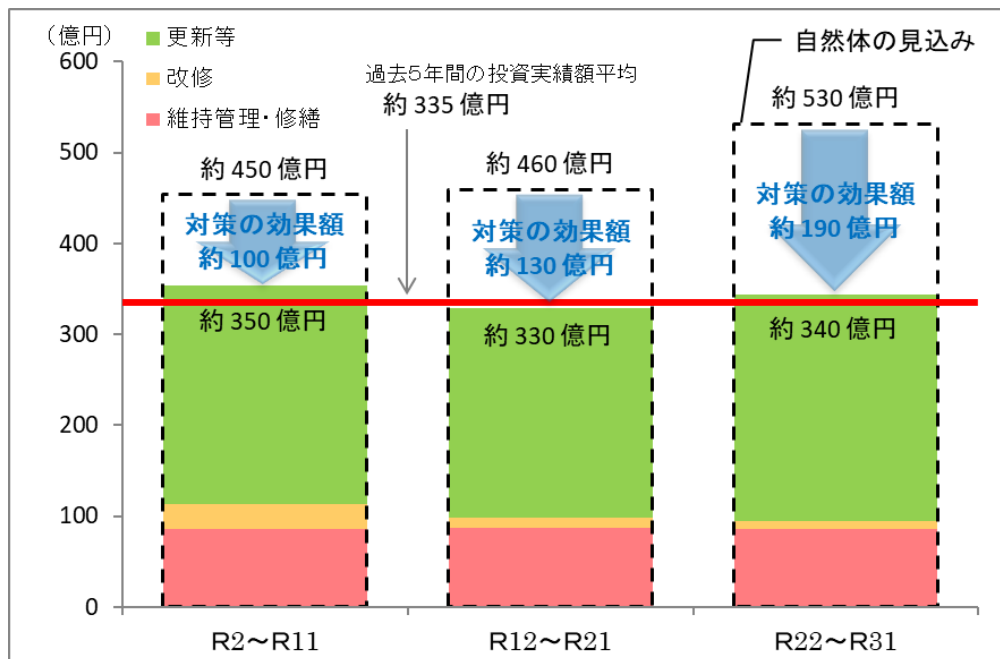 （億円）
更新等
改修
維持管理・修繕
過去5年間の投資実績額平均
約 335 億円
自然体の見込み
約 450 億円
約 460 億円
約 530 億円
対策の効果額
約 100 億円
対策の効果額
約 130 億円
対策の効果額
約 190 億円
約 350 億円
約 330 億円
約 340 億円
600
500
400
300
200
100
0
R2～R11
R12～R21
R22～R31